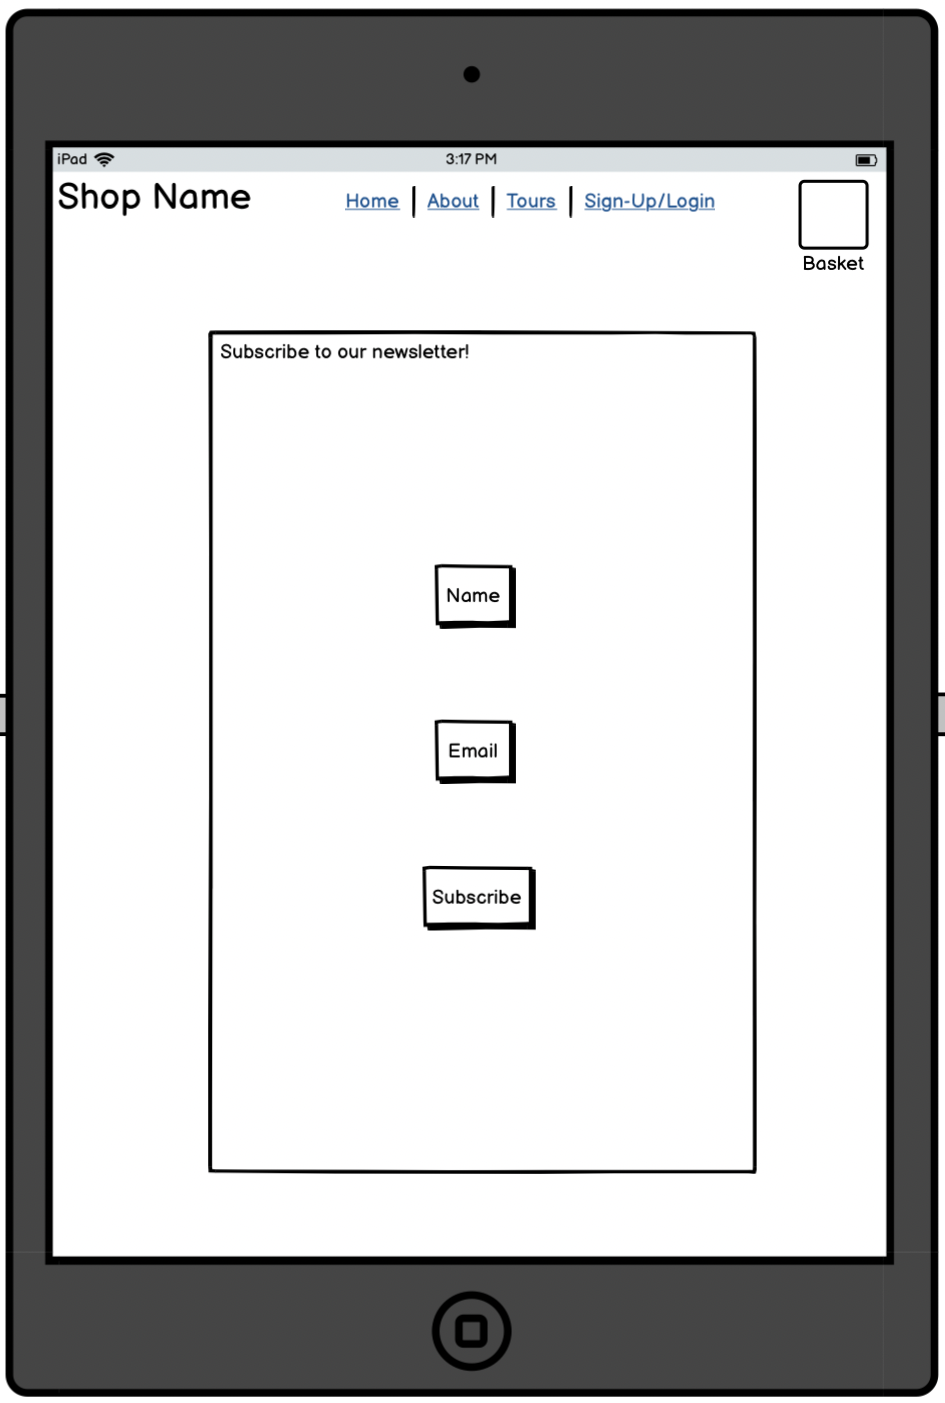 iPad 3:17 PM
Shop Name Home About Tours Sign-Up/Login
Basket
Subscribe to our newsletter!
Name
Email
Subscribe